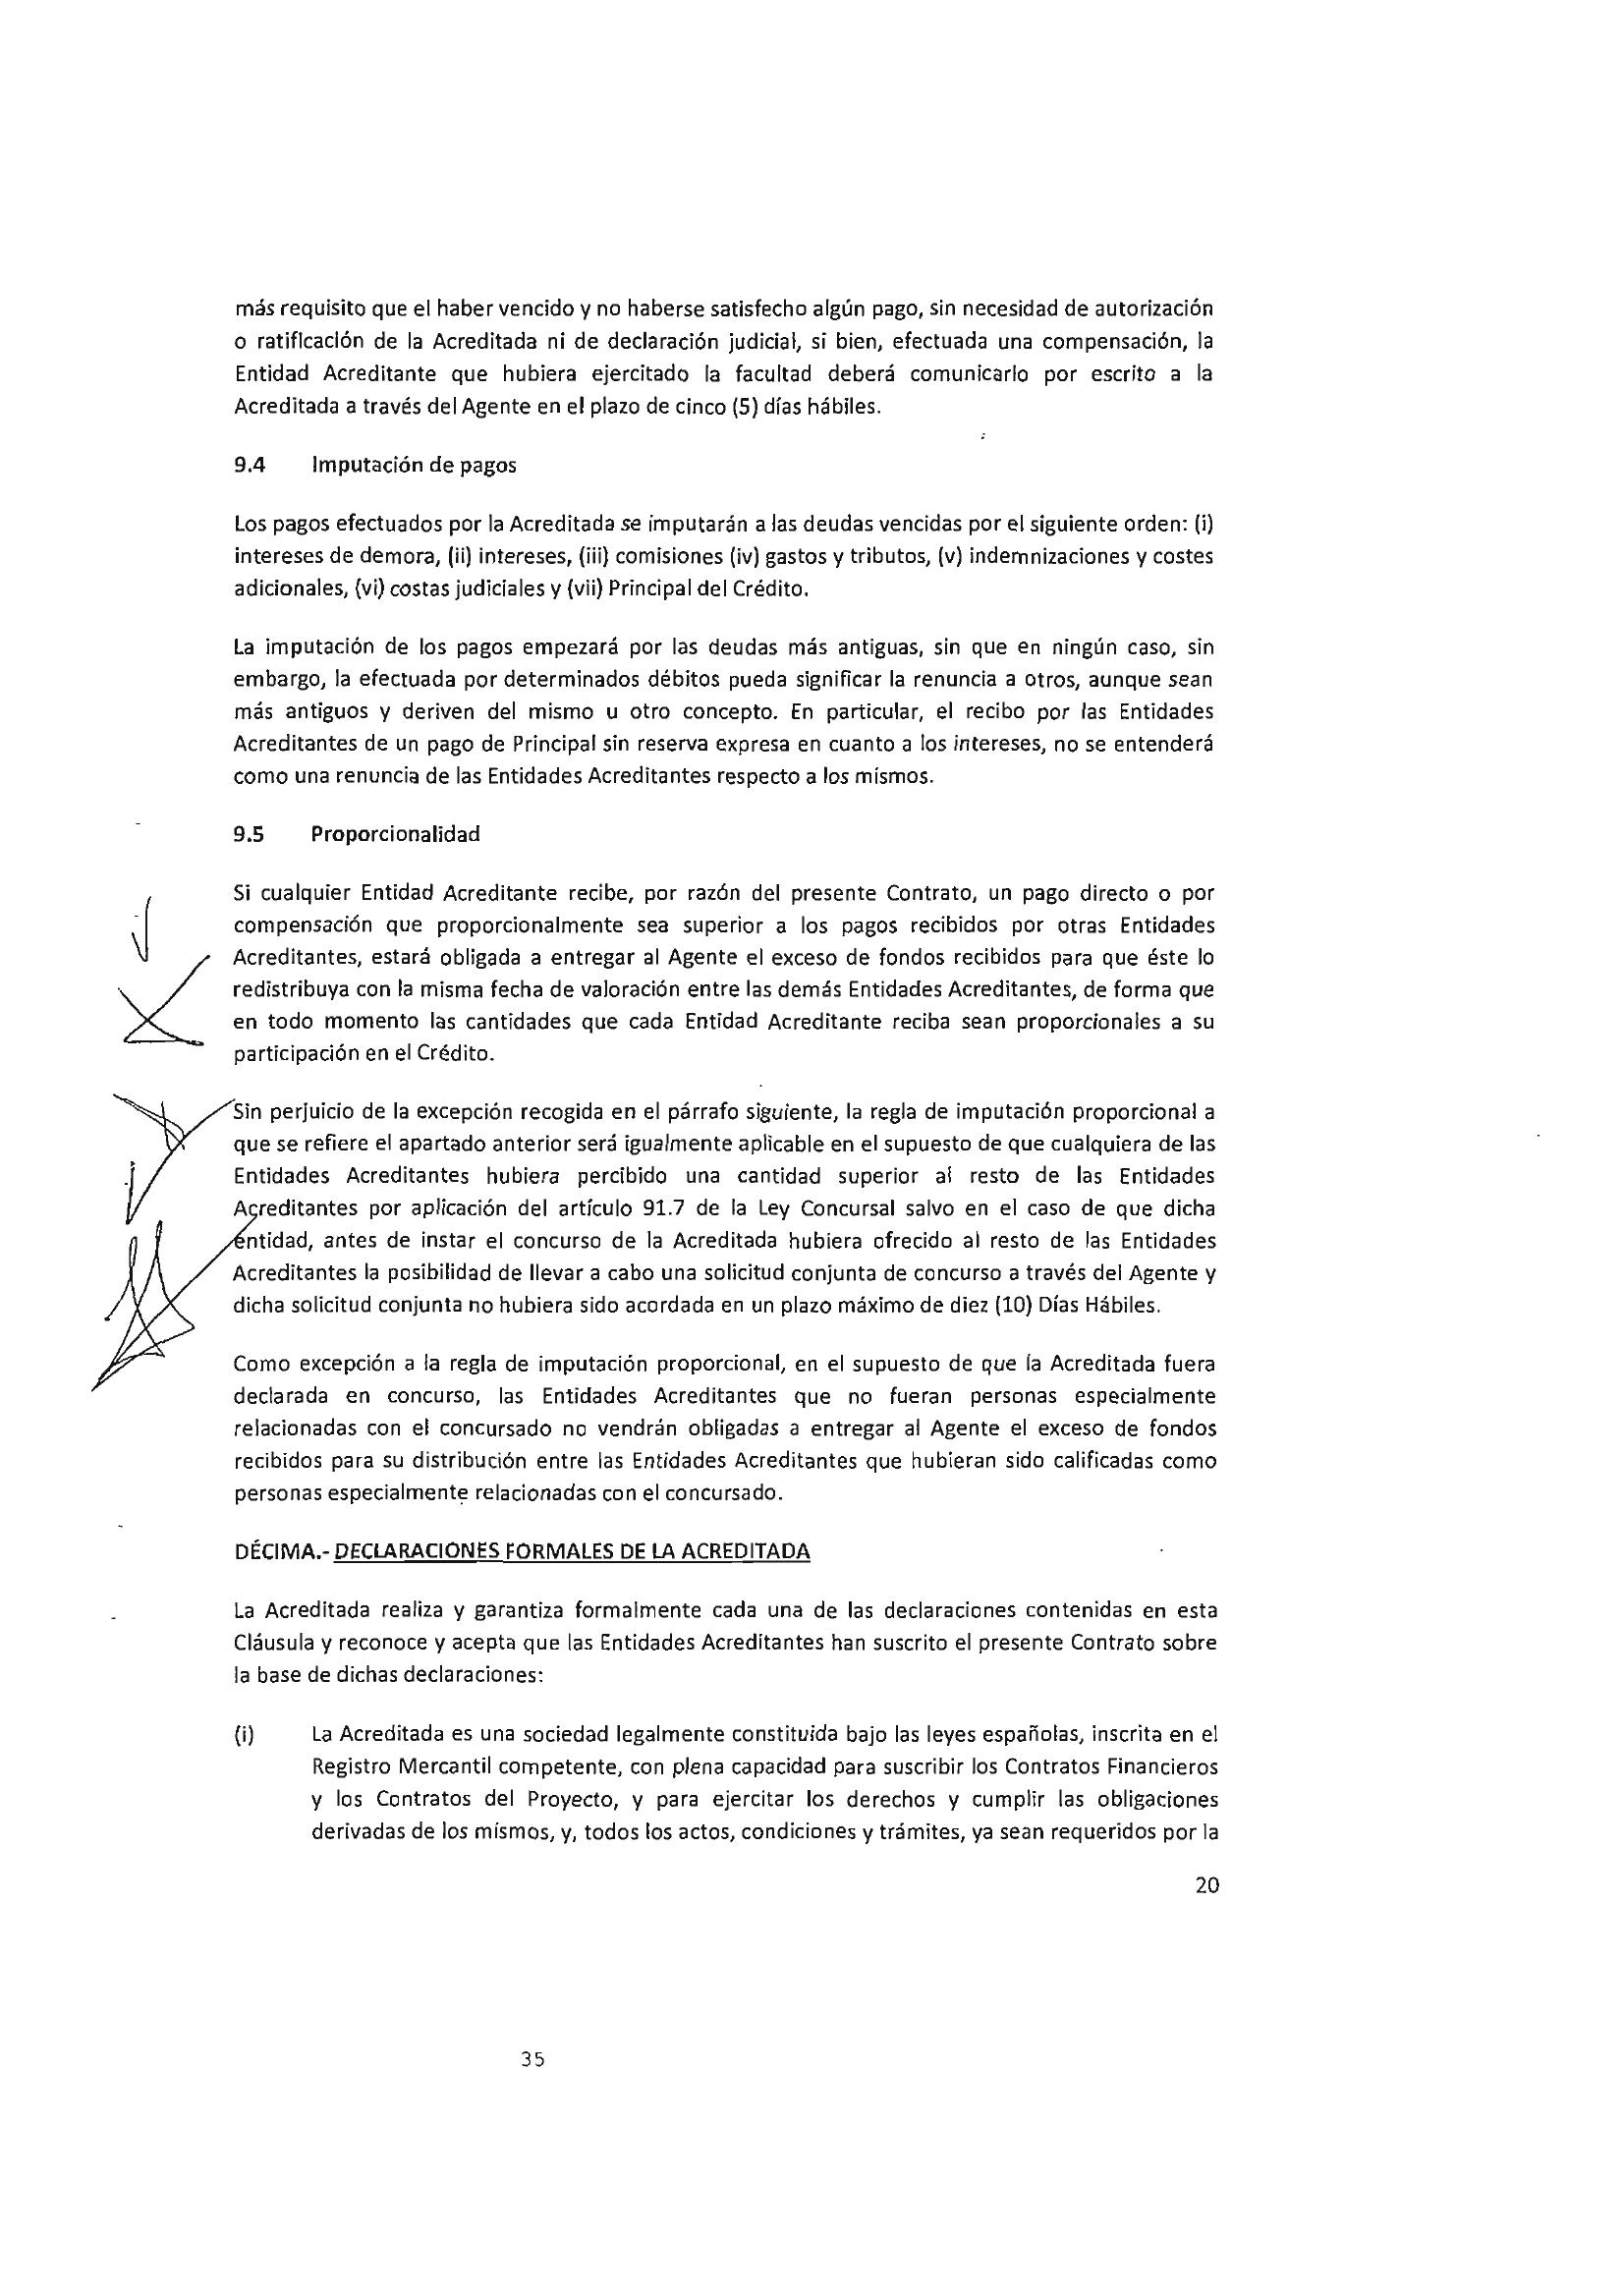 más requisito que el haber vencido y no haberse satisfecho algún pago, sin necesidad de autorización
o ratificación de la Acreditada ni de declaración judicial, si bien, efectuada una compensación, la
Entidad Acreditante que hubiera ejercitado la facultad deberá comunicarlo por escrito a la
Acreditada a través del Agente en el plazo de cinco (5) días hábiles.
9.4 Imputación de pagos
Los pagos efectuados por la Acreditada se imputarán a las deudas vencidas por el siguiente orden: (i)
intereses de demora, (ii) intereses, (iii) comisiones (iv) gastos y tributos, (v) indemnizaciones y costes
adicionales, (vi) costas judiciales y (vii) Principal del Crédito.
La imputación de los pagos empezará por las deudas más antiguas, sin que en ningún caso, sin
embargo, la efectuada por determinados débitos pueda significar la renuncia a otros, aunque sean
más antiguos y deriven del mismo u otro concepto. En particular, el recibo por las Entidades
Acreditantes de un pago de Principal sin reserva expresa en cuanto a los intereses, no se entenderá
como una renuncia de las Entidades Acreditantes respecto a los mismos.
9.5 Proporcionalidad
Si cualquier Entidad Acreditante recibe, por razón del presente Contrato, un pago directo o por
compensación que proporcionalmente sea superior a los pagos recibidos por otras Entidades
Acreditantes, estará obligada a entregar al Agente el exceso de fondos recibidos para que éste lo
redistribuya con la misma fecha de valoración entre las demás Entidades Acreditantes, de forma que
en todo momento las cantidades que cada Entidad Acreditante reciba sean proporcionales a su
participación en el Crédito.
Sin perjuicio de la excepción recogida en el párrafo siguiente, la regla de imputación proporcional a
que se refiere el apartado anterior será igualmente aplicable en el supuesto de que cualquiera de las
Entidades Acreditantes hubiera percibido una cantidad superior al resto de las Entidades
Acreditantes por aplicación del artículo 91.7 de la Ley Concursal salvo en el caso de que dicha
entidad, antes de instar el concurso de la Acreditada hubiera ofrecido al resto de las Entidades
Acreditantes la posibilidad de llevar a cabo una solicitud conjunta de concurso a través del Agente y
dicha solicitud conjunta no hubiera sido acordada en un plazo máximo de diez (10) Días Hábiles.
Como excepción a la regla de imputación proporcional, en el supuesto de que la Acreditada fuera
declarada en concurso, las Entidades Acreditantes que no fueran personas especialmente
relacionadas con el concursado no vendrán obligadas a entregar al Agente el exceso de fondos
recibidos para su distribución entre las Entidades Acreditantes que hubieran sido calificadas como
personas especialmente relacionadas con el concursado.
DÉCIMA.- DECLARACIONES FORMALES DE LA ACREDITADA
La Acreditada realiza y garantiza formalmente cada una de las declaraciones contenidas en esta
Cláusula y reconoce y acepta que las Entidades Acreditantes han suscrito el presente Contrato sobre
la base de dichas declaraciones:
(i) La Acreditada es una sociedad legalmente constituida bajo las leyes españolas, inscrita en el
Registro Mercantil competente, con plena capacidad para suscribir los Contratos Financieros
y los Contratos del Proyecto, y para ejercitar los derechos y cumplir las obligaciones
derivadas de los mismos, y, todos los actos, condiciones y trámites, ya sean requeridos por la
20
35